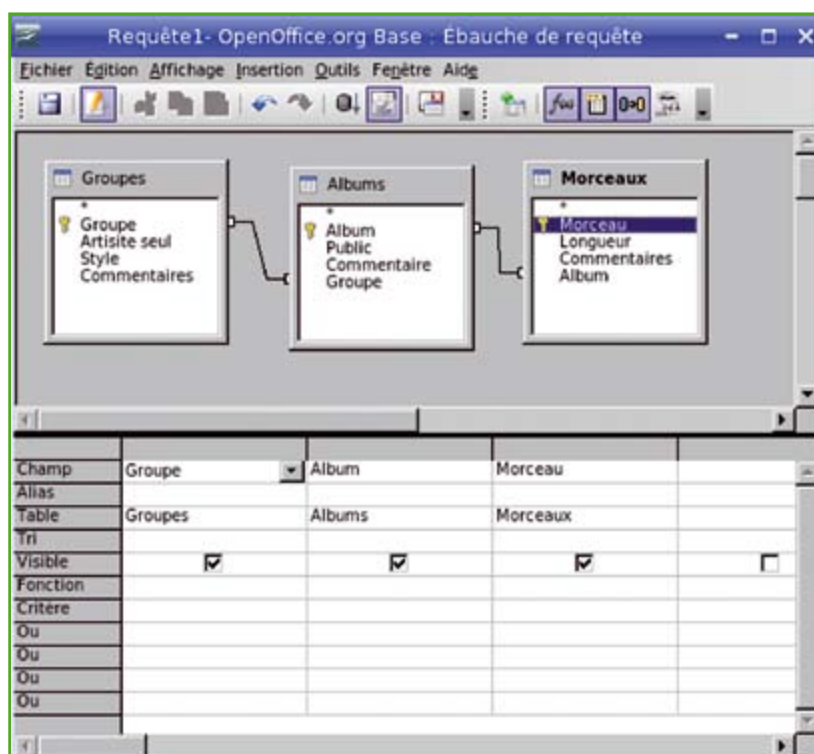 Requête1- OpenOffice.org Base : Ébauche de requête
Fichier Édition Affichage Insertion Outils Fenêtre Aide
Groupes
*
Groupe
Artisite seul
Style
Commentaires
Albums
*
Album
Public
Commentaire
Groupe
Morceaux
*
Morceau
Longueur
Commentaires
Album
Champ Groupe Album Morceau
Alias
Table Groupes Albums Morceaux
Tri
Visible
Fonction
Critère
Ou
Ou
Ou
Ou